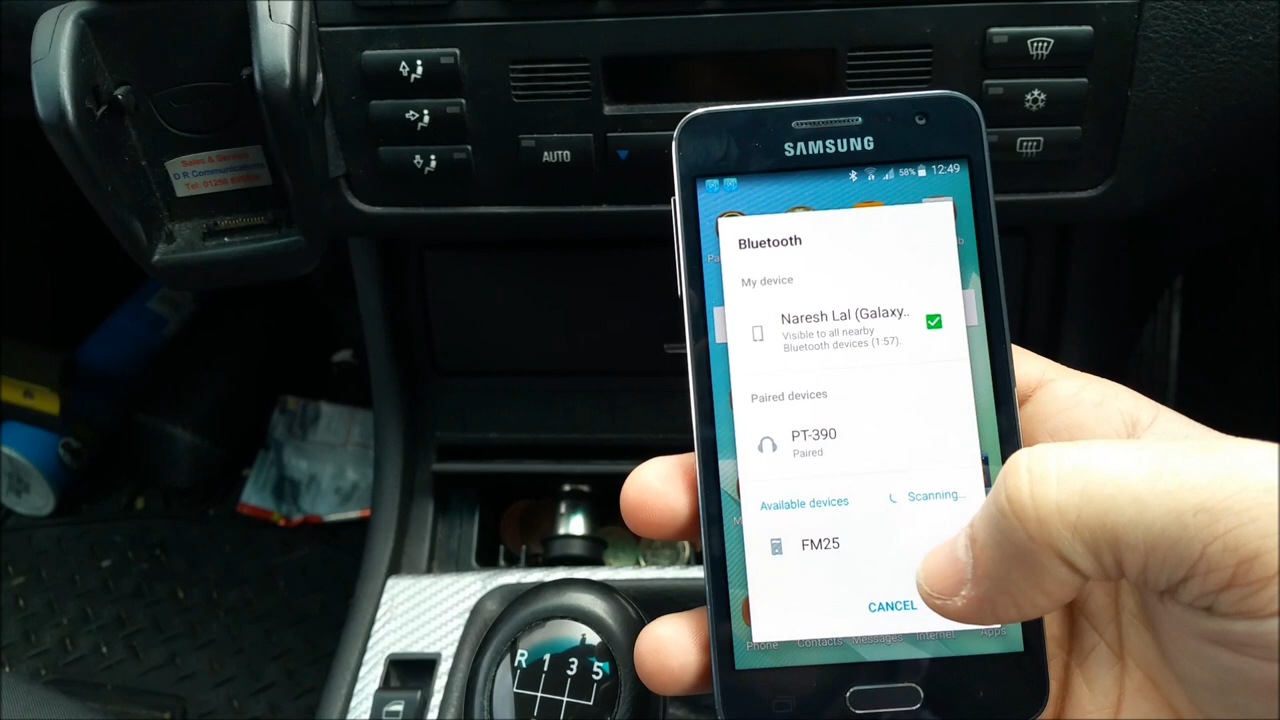 AUTO
Sales & Service
D R Communications
Tel: 01256
SAMSUNG
58% 12:49
Bluetooth
My device
Naresh Lal (Galaxy..
Visible to all nearby
Bluetooth devices (1:57).
Paired devices
PT-390
Paired
Available devices Scanning...
FM25
CANCEL
Phone Contacts Messages Internet Apps
R 1 3 5